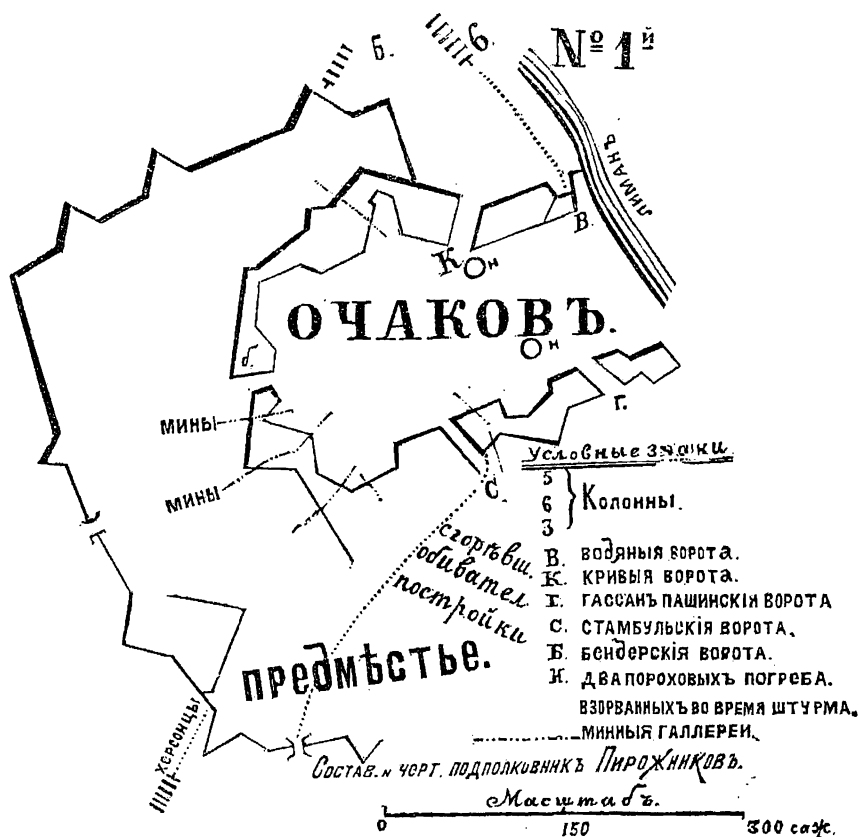 Б.
6.
№ 1й
ЛИМАНЪ
В.
К
н
ОЧАКОВЪ.
н
б.
Г.
МИНЫ
МИНЫ
С.
Условные знаки
5
6
3
Колонны.
сгорѣвш.
обивател.
постройки
В. ВОДЯНЫЯ ВОРОТА.
К. КРИВЫЯ ВОРОТА.
Г. ГАССАНЪ ПАШИНСКІЯ ВОРОТА
С. СТАМБУЛЬСКІЯ ВОРОТА.
Б. БЕНДЕРСКІЯ ВОРОТА.
Н. ДВА ПОРОХОВЫХЪ ПОГРЕБА.
ВЗОРВАННЫХЪ ВО ВРЕМЯ ШТУРМА.
МИННЫЯ ГАЛЛЕРЕИ.
ПРЕДМѢСТЬЕ.
ХЕРСОНЦЫ
СОСТАВ. и ЧЕРТ. ПОДПОЛКОВНИКЪ ПИРОЖНИКОВЪ.
Масштабъ.
0 150 300 саж.